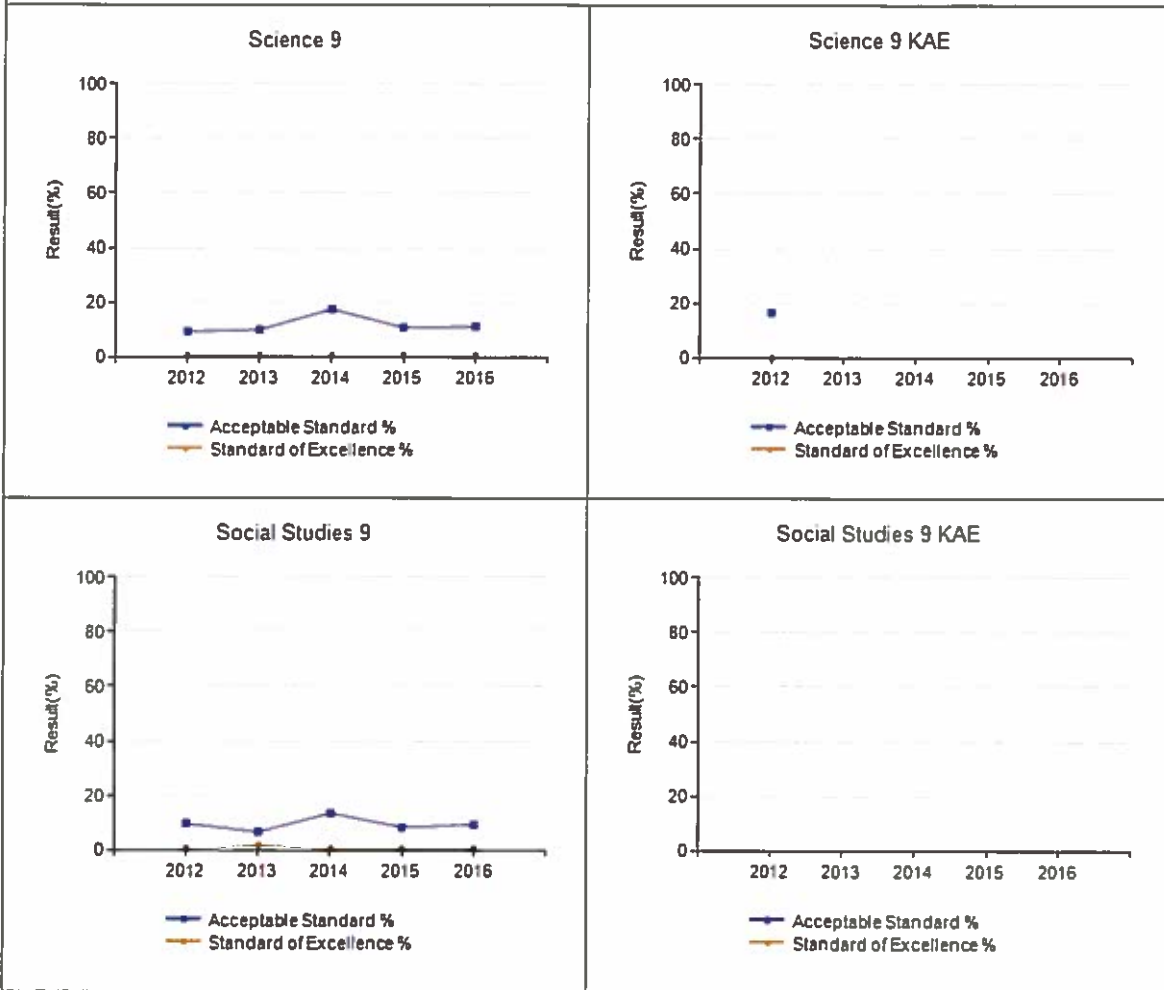 Science 9
Result(%)
100
80
60
40
20
0
2012 2013 2014 2015 2016
Acceptable Standard %
Standard of Excellence %
Science 9 KAE
Result(%)
100
80
60
40
20
0
2012 2013 2014 2015 2016
Acceptable Standard %
Standard of Excellence %
Social Studies 9
Result(%)
100
80
60
40
20
0
2012 2013 2014 2015 2016
Acceptable Standard %
Standard of Excellence %
Social Studies 9 KAE
Result(%)
100
80
60
40
20
0
2012 2013 2014 2015 2016
Acceptable Standard %
Standard of Excellence %